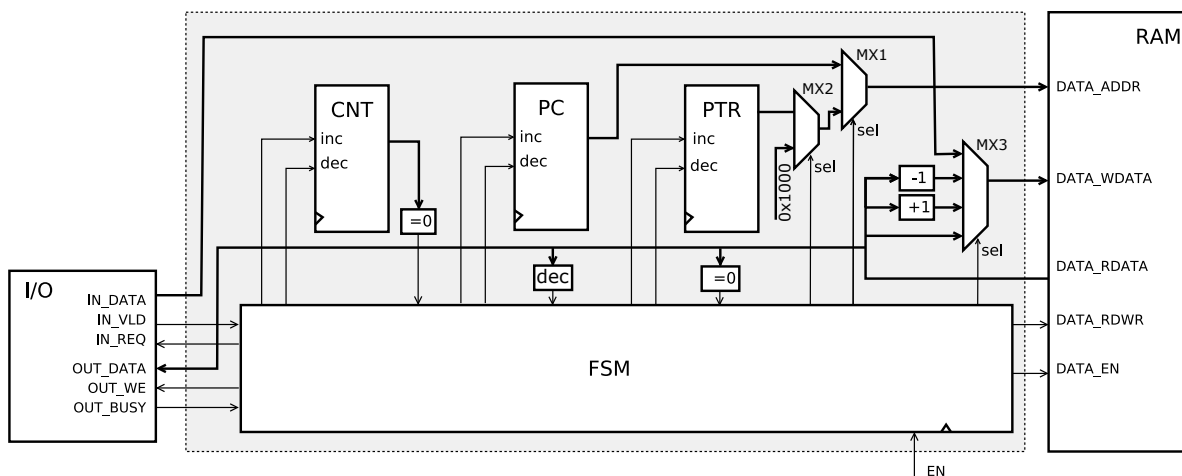 RAM
MX1
MX2
CNT
PC
PTR
DATA_ADDR
inc
dec
inc
dec
inc
dec
sel
sel
0x1000
MX3
-1
+1
DATA_WDATA
=0
sel
dec
=0
DATA_RDATA
I/O
IN_DATA
IN_VLD
IN_REQ
OUT_DATA
OUT_WE
OUT_BUSY
FSM
DATA_RDWR
DATA_EN
EN